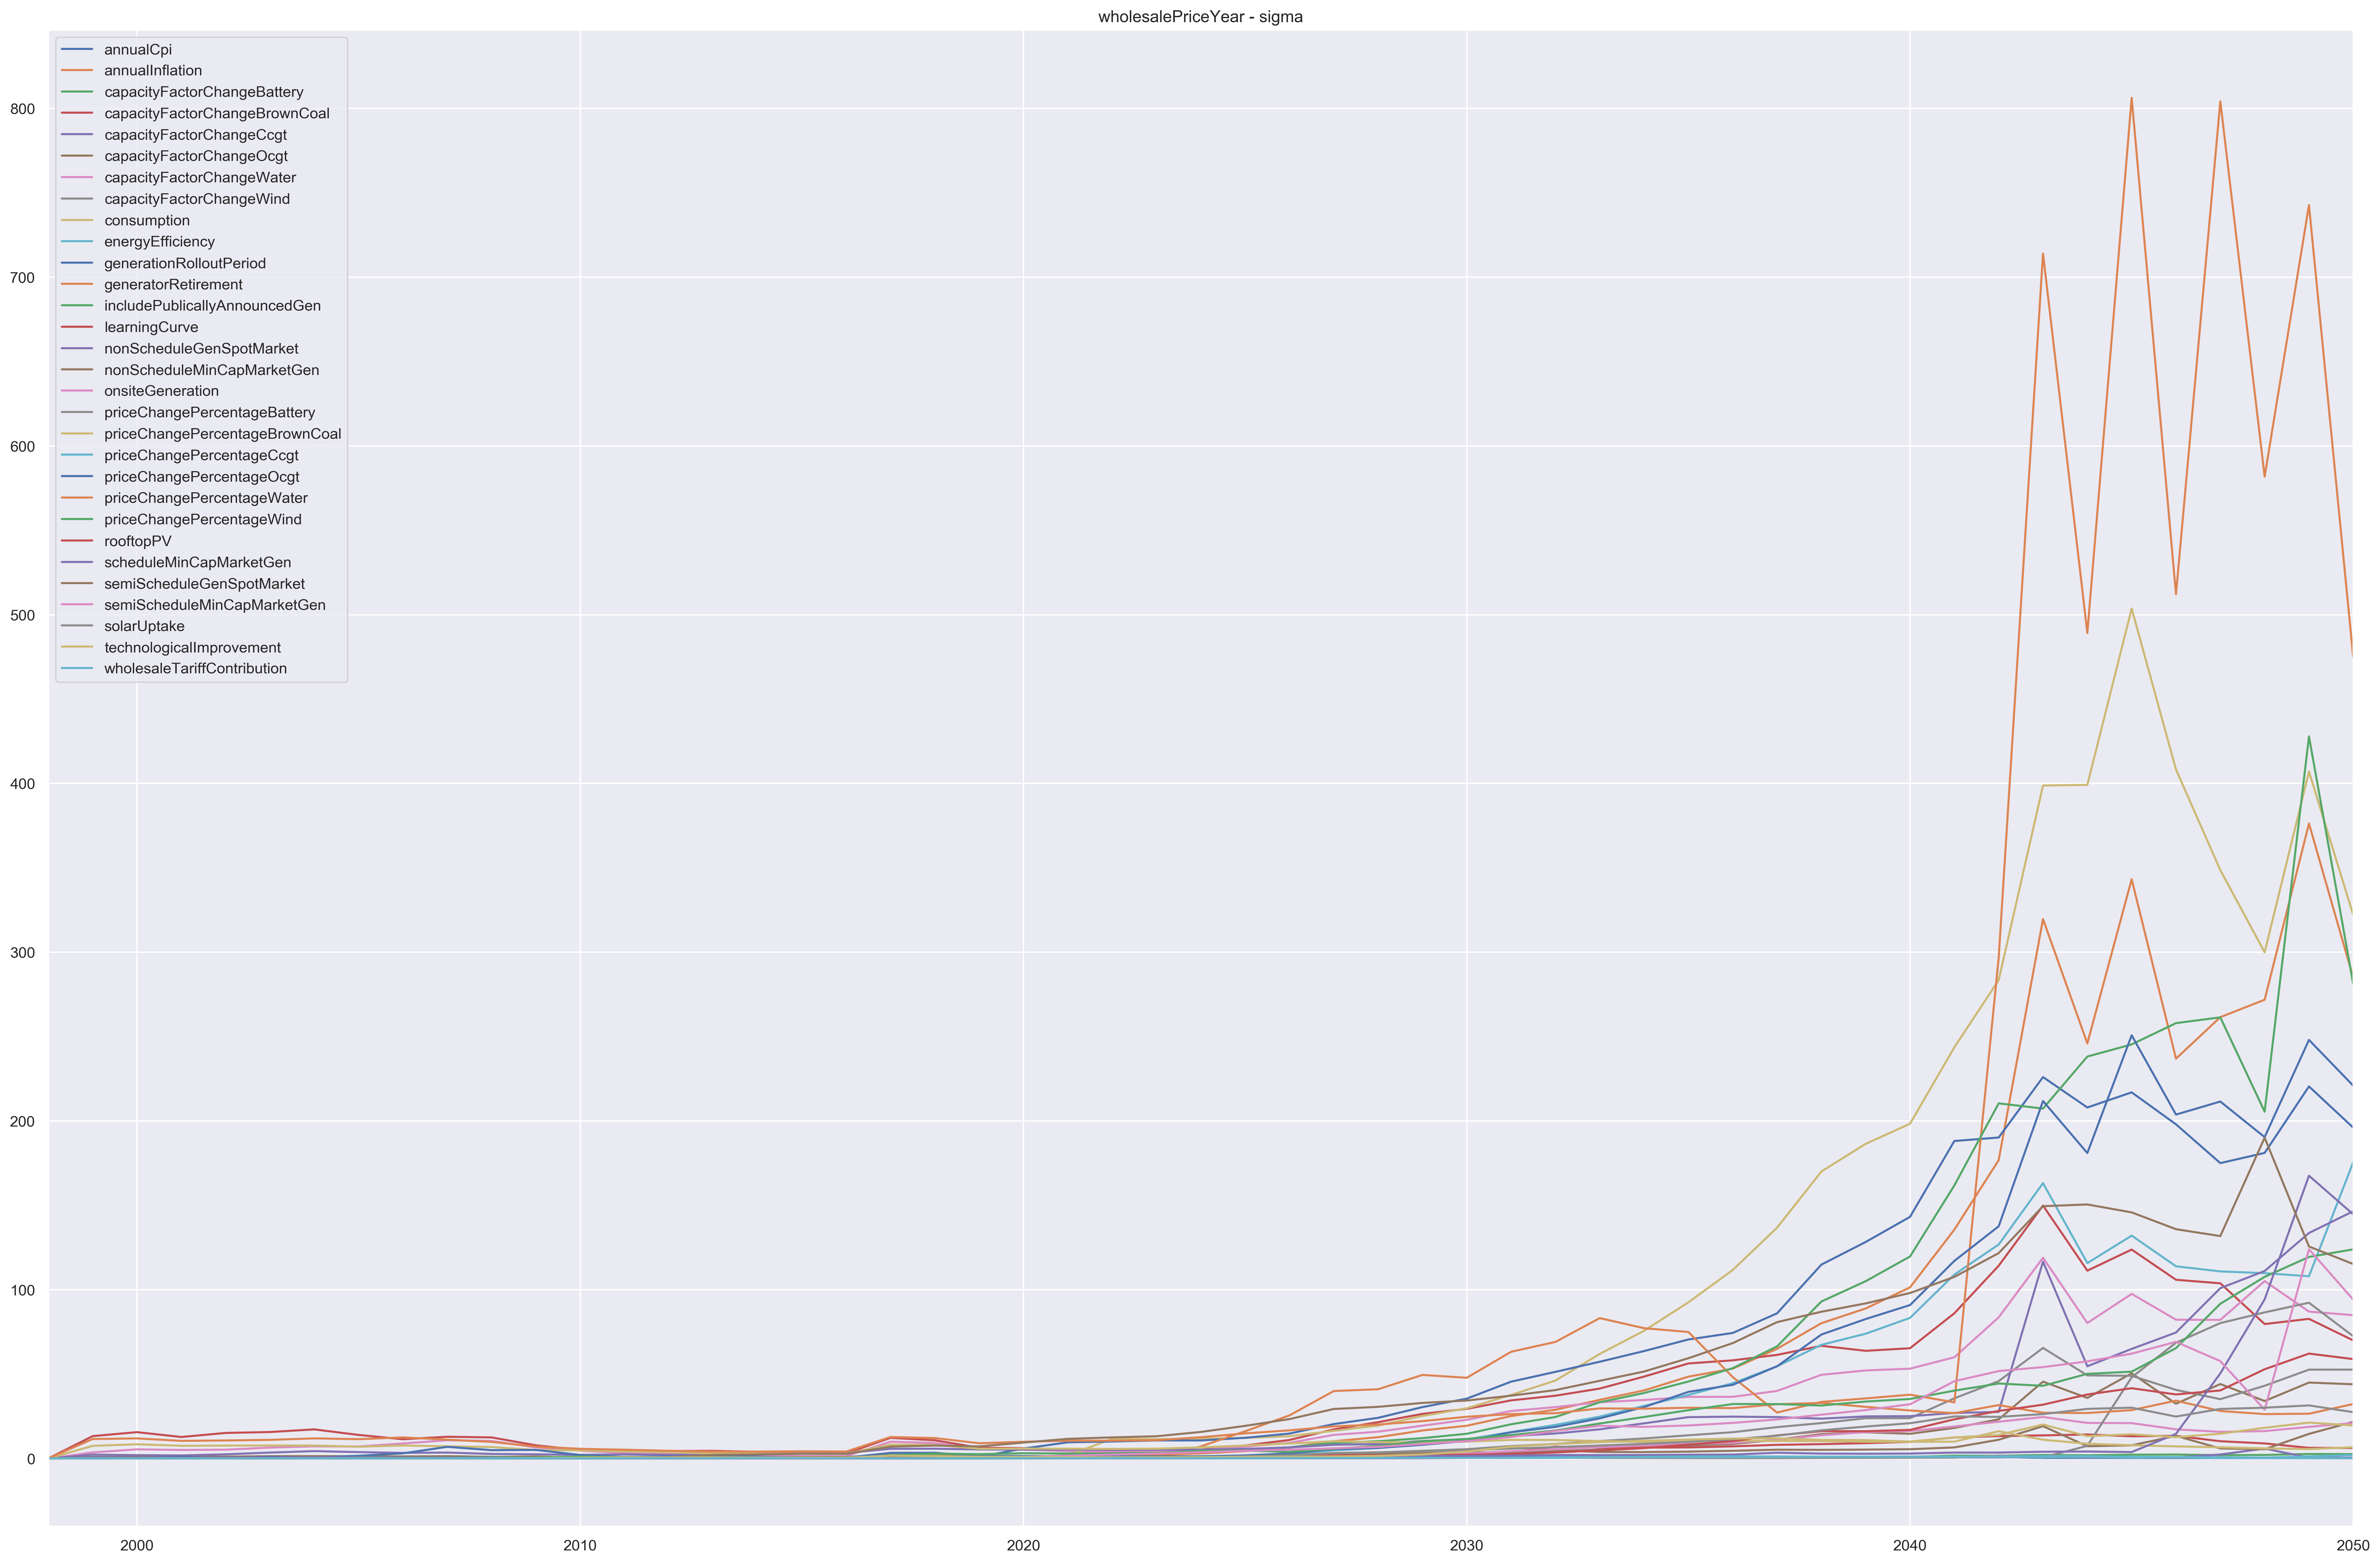 wholesalePriceYear - sigma
annualCpi
annualInflation
capacityFactorChangeBattery
capacityFactorChangeBrownCoal
capacityFactorChangeCcgt
capacityFactorChangeOcgt
capacityFactorChangeWater
capacityFactorChangeWind
consumption
energyEfficiency
generationRolloutPeriod
generatorRetirement
includePublicallyAnnouncedGen
learningCurve
nonScheduleGenSpotMarket
nonScheduleMinCapMarketGen
onsiteGeneration
priceChangePercentageBattery
priceChangePercentageBrownCoal
priceChangePercentageCcgt
priceChangePercentageOcgt
priceChangePercentageWater
priceChangePercentageWind
rooftopPV
scheduleMinCapMarketGen
semiScheduleGenSpotMarket
semiScheduleMinCapMarketGen
solarUptake
technologicalImprovement
wholesaleTariffContribution
800
700
600
500
400
300
200
100
0
2000 2010 2020 2030 2040 2050